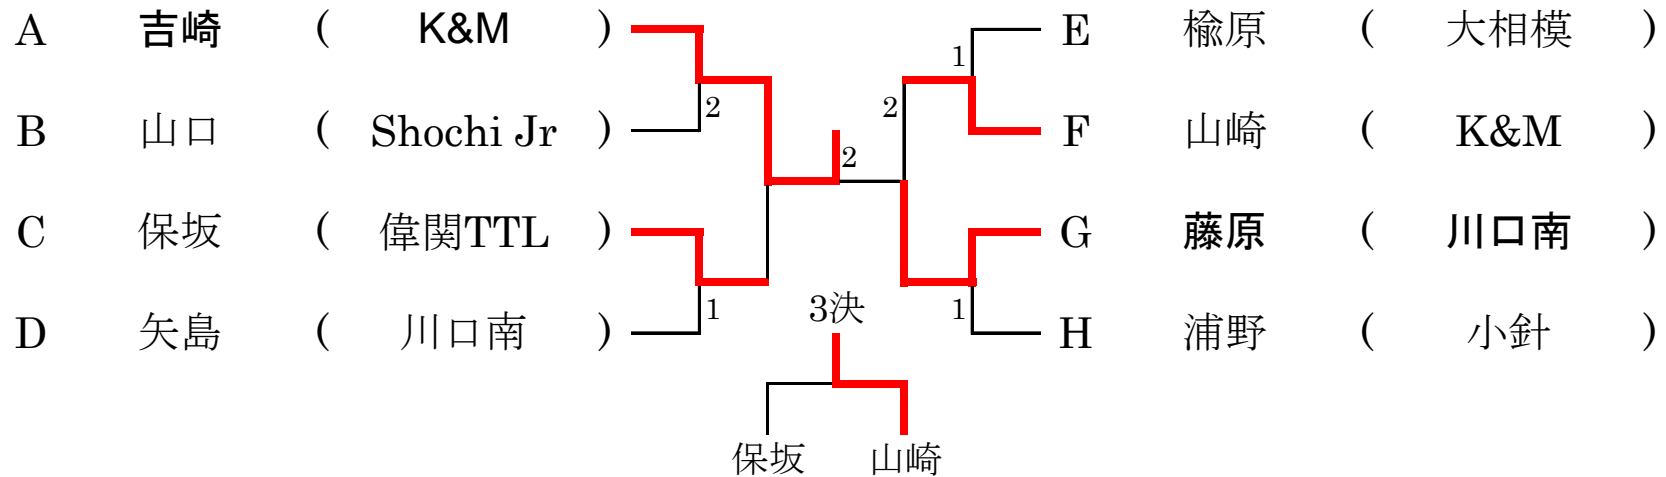 A 吉崎 ( K&M ) E 楡原 ( 大相模 )
1
2 2
B 山口 ( Shochi Jr ) F 山崎 ( K&M )
2
C 保坂 ( 偉関TTL ) G 藤原 ( 川口南 )
1 3決 1
D 矢島 ( 川口南 ) H 浦野 ( 小針 )
保坂 山崎